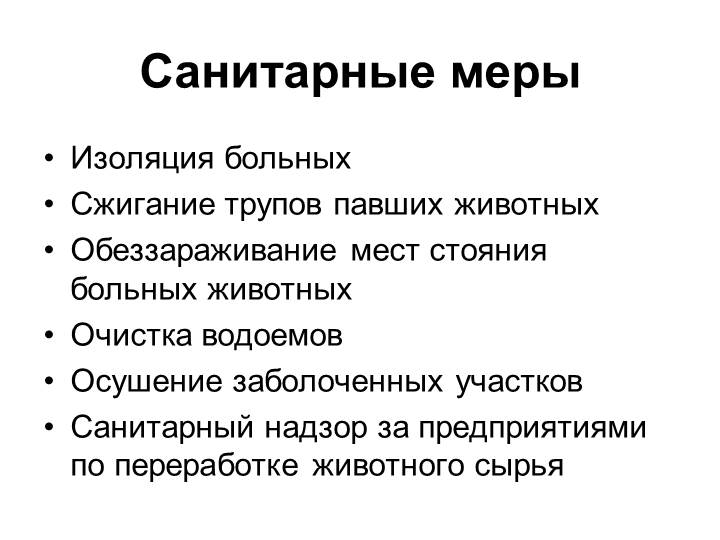 Санитарные меры
• Изоляция больных
• Сжигание трупов павших животных
• Обеззараживание мест стояния
больных животных
• Очистка водоемов
• Осушение заболоченных участков
• Санитарный надзор за предприятиями
по переработке животного сырья